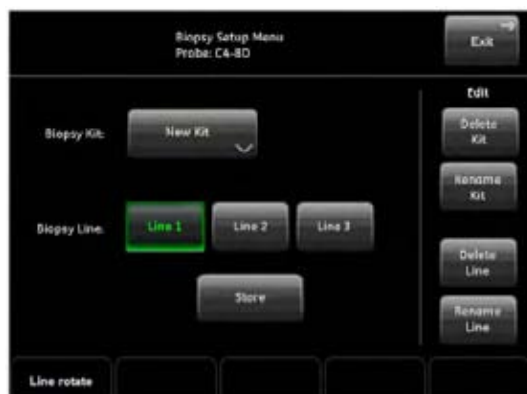 Biopsy Setup Menu
Probe: C4-8D
Exit
Edit
Biopsy Kit:
New Kit
Delete
Kit
Rename
Kit
Biopsy Line:
Line 1
Line 2
Line 3
Delete
Line
Store
Rename
Line
Line rotate